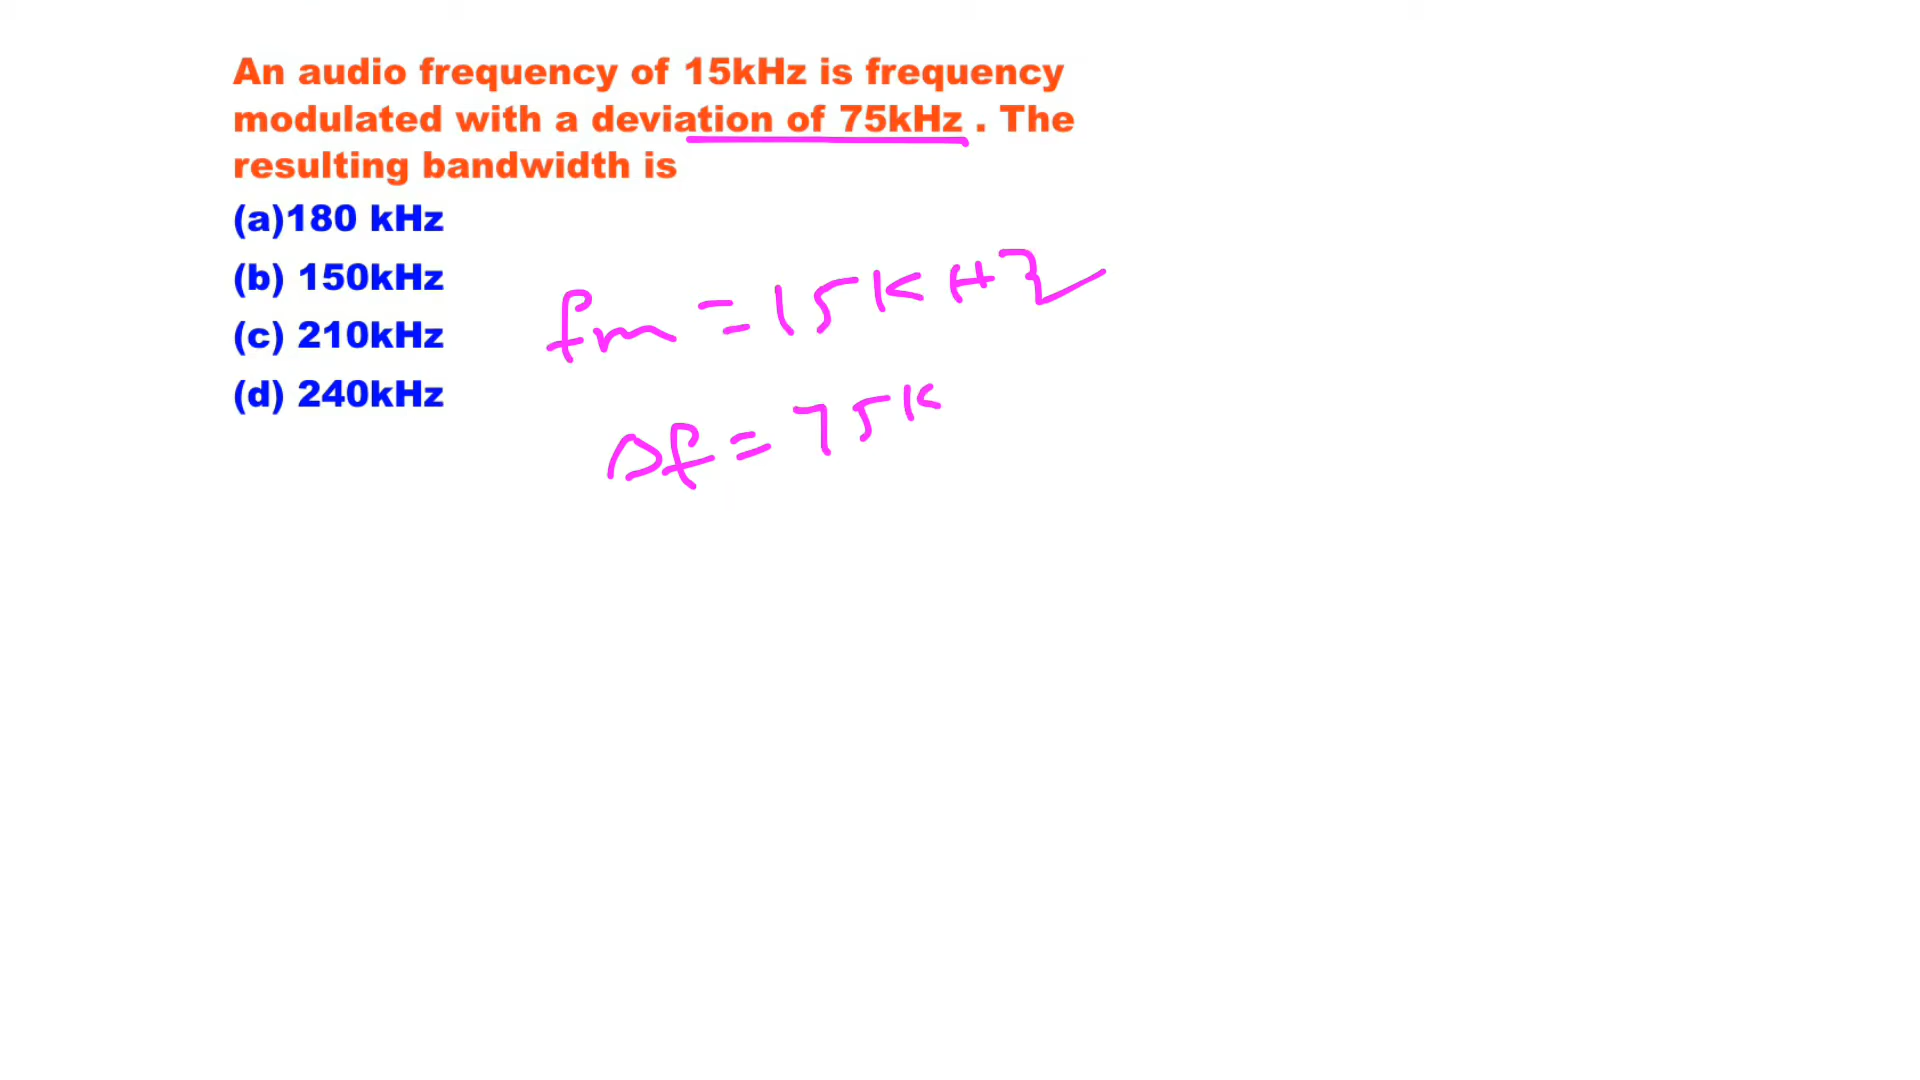 An audio frequency of 15kHz is frequency
modulated with a deviation of 75kHz . The
resulting bandwidth is
(a)180 kHz
(b) 150kHz
(c) 210kHz
(d) 240kHz
fm = 15KHz
Δf = 75K